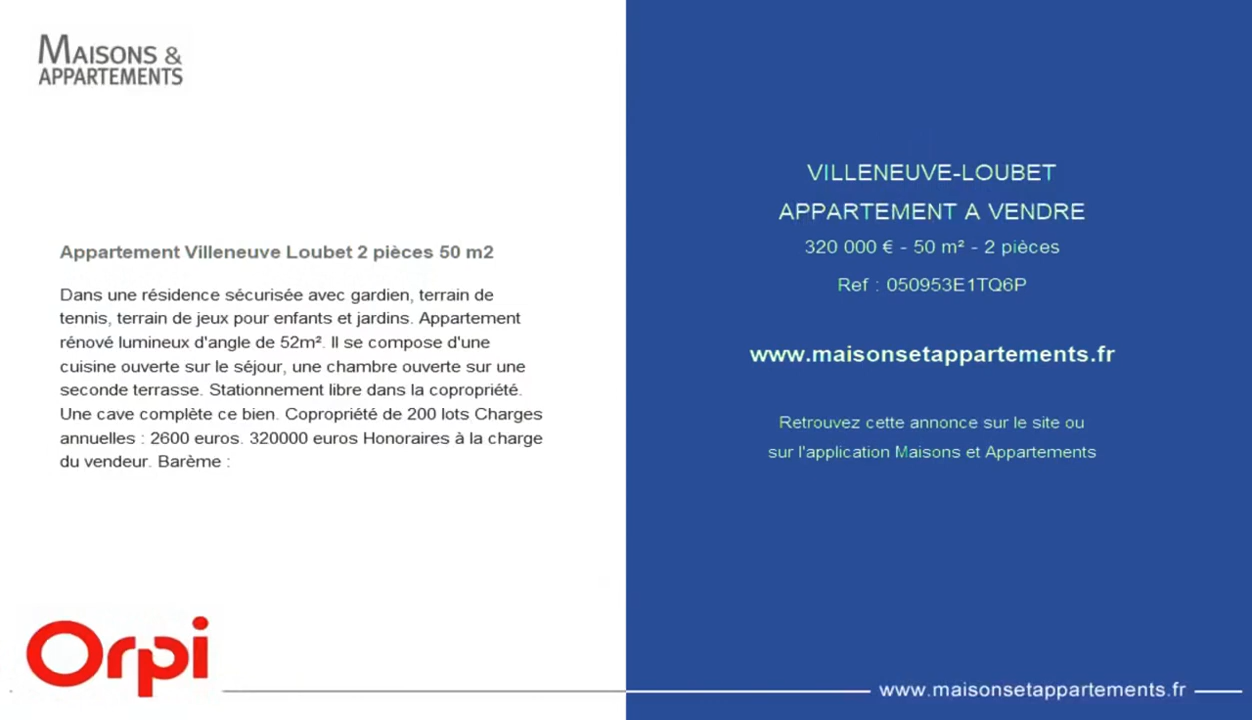 MAISONS &
APPARTEMENTS
Appartement Villeneuve Loubet 2 pièces 50 m2
Dans une résidence sécurisée avec gardien, terrain de
tennis, terrain de jeux pour enfants et jardins. Appartement
rénové lumineux d'angle de 52m². Il se compose d'une
cuisine ouverte sur le séjour, une chambre ouverte sur une
seconde terrasse. Stationnement libre dans la copropriété.
Une cave complète ce bien. Copropriété de 200 lots Charges
annuelles : 2600 euros. 320000 euros Honoraires à la charge
du vendeur. Barème :
Orpi
VILLENEUVE-LOUBET
APPARTEMENT A VENDRE
320 000 € - 50 m² - 2 pièces
Ref : 050953E1TQ6P
www.maisonsetappartements.fr
Retrouvez cette annonce sur le site ou
sur l'application Maisons et Appartements
www.maisonsetappartements.fr